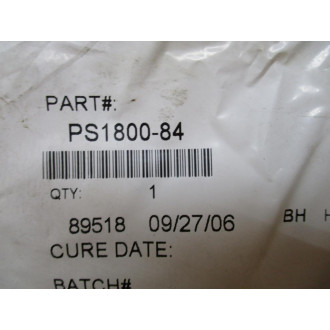 PART#:
PS1800-84
QTY: 1
89518 09/27/06 BH H
CURE DATE:
BATCH#